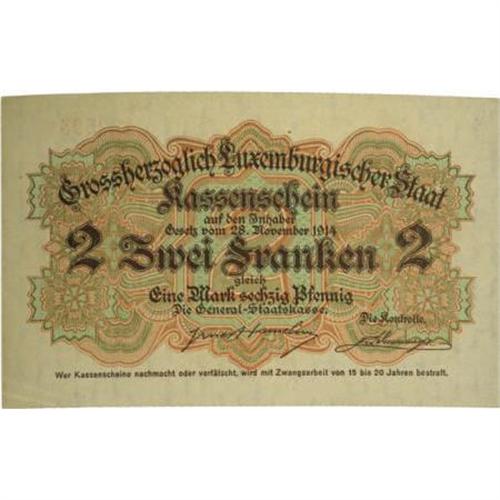 Grossherzoglich Luxemburgischer Staat
Kassenschein
auf den Inhaber
Gesetz vom 28. November 1914
2 Zwei Franken 2
gleich
Eine Mark sechzig Pfennig
Die General-Staatskasse:
Die Kontrolle:
Wer Kassenscheine nachmacht oder verfälscht, wird mit Zwangsarbeit von 15 bis 20 Jahren bestraft.